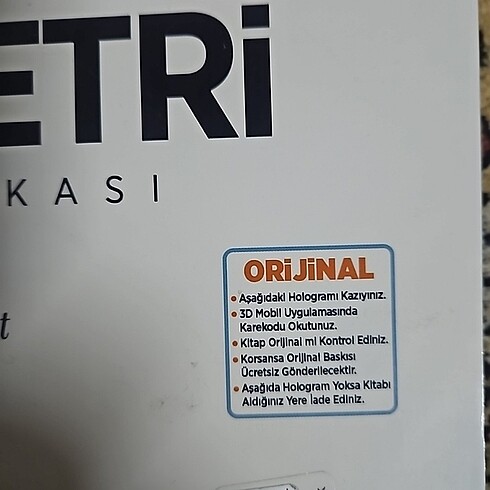 ETRİ
KASI
t
ORİJİNAL
• Aşağıdaki Hologramı Kazıyınız.
• 3D Mobil Uygulamasında
Karekodu Okutunuz.
• Kitap Orijinal mi Kontrol Ediniz.
• Korsansa Orijinal Baskısı
Ücretsiz Gönderilecektir.
• Aşağıda Hologram Yoksa Kitabı
Aldığınız Yere İade Ediniz.